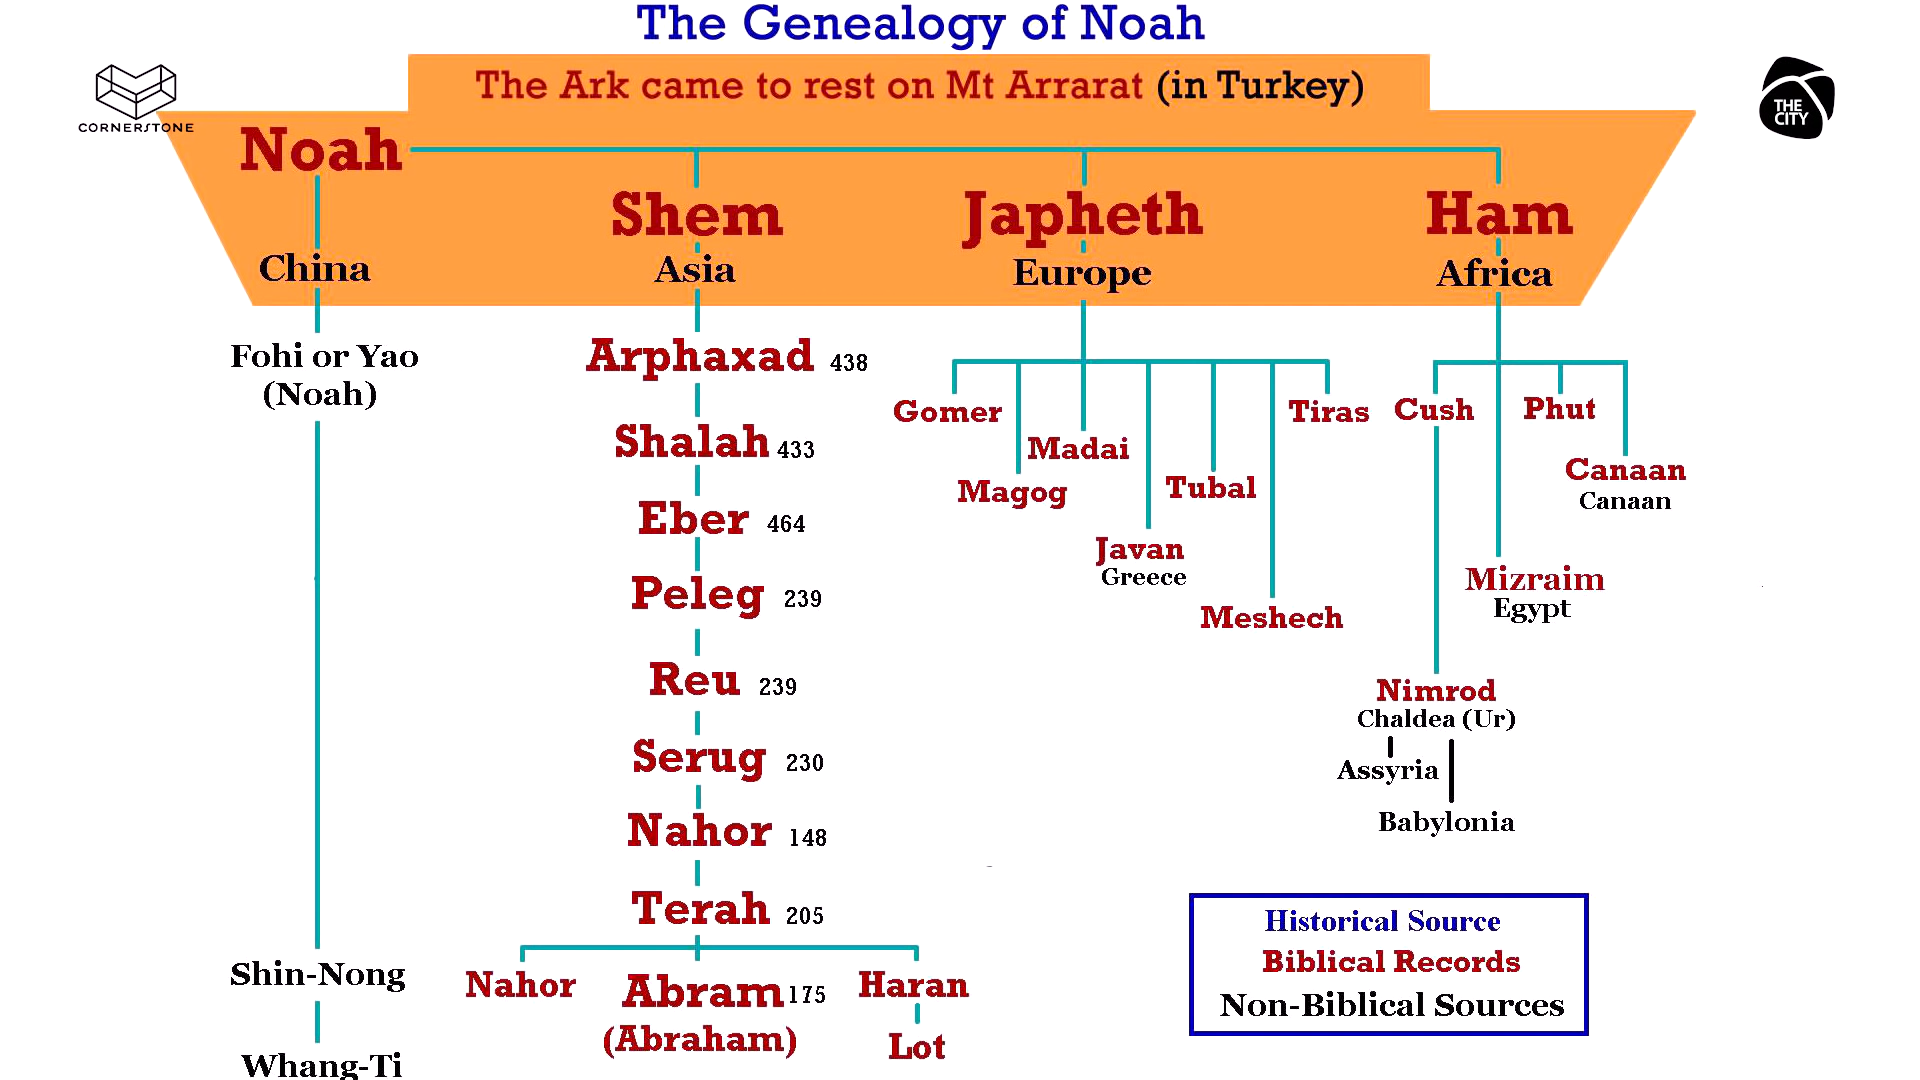 The Genealogy of Noah
The Ark came to rest on Mt Arrarat (in Turkey)
CORNERSTONE
THE
CITY
Noah
Shem
Japheth
Ham
China
Asia
Europe
Africa
Fohi or Yao
(Noah)
Arphaxad 438
Shalah 433
Eber 464
Peleg 239
Reu 239
Serug 230
Nahor 148
Terah 205
Nahor
Abram 175
(Abraham)
Haran
Lot
Shin-Nong
Whang-Ti
Gomer
Magog
Madai
Javan
Greece
Tubal
Meshech
Tiras
Cush
Phut
Canaan
Canaan
Mizraim
Egypt
Nimrod
Chaldea (Ur)
Assyria
Babylonia
Historical Source
Biblical Records
Non-Biblical Sources